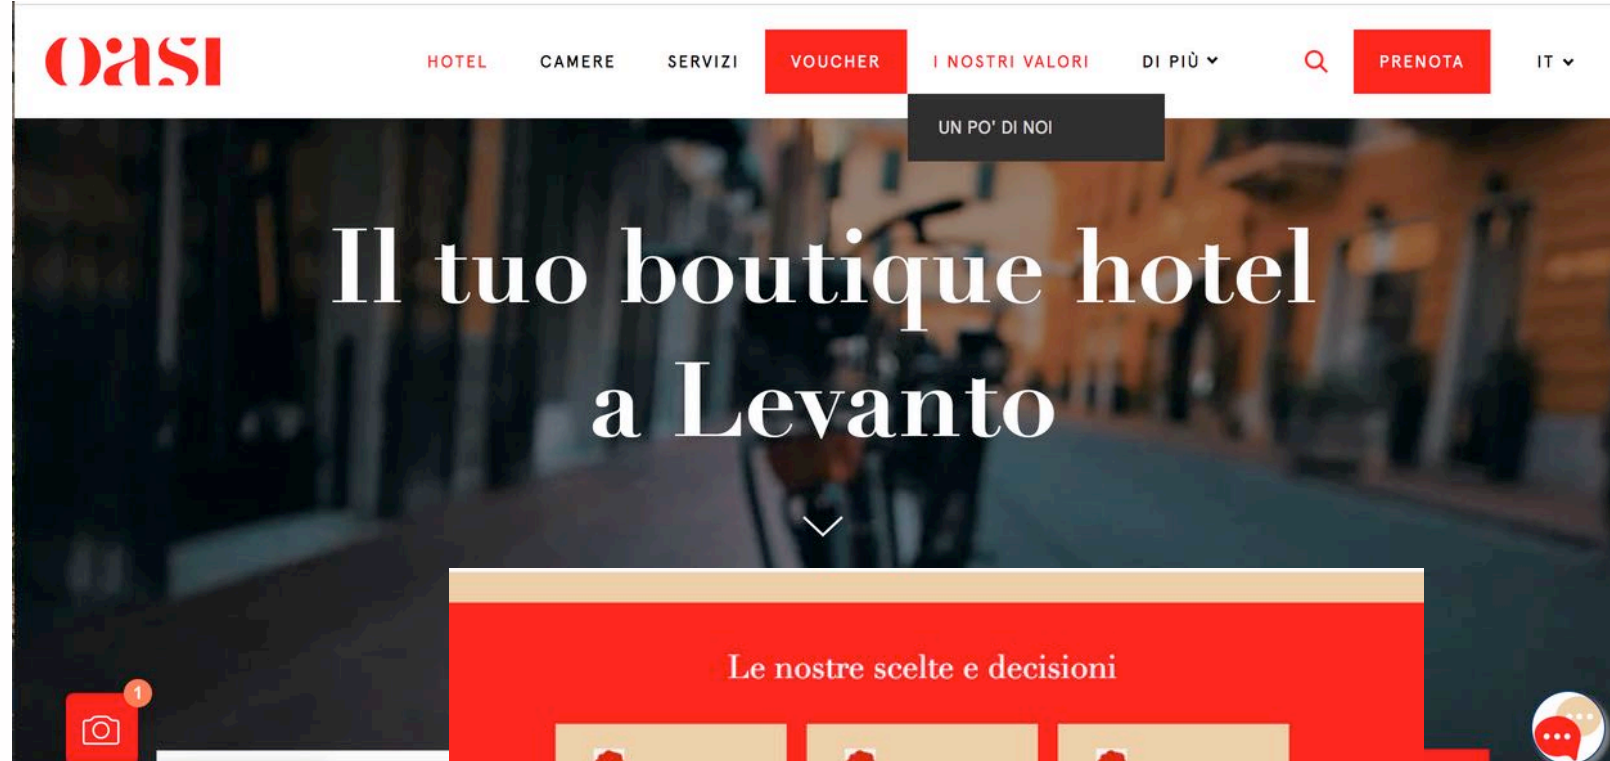 oasi
HOTEL CAMERE SERVIZI VOUCHER I NOSTRI VALORI DI PIÙ PRENOTA IT
UN PO' DI NOI
Il tuo boutique hotel
a Levanto
Le nostre scelte e decisioni
1